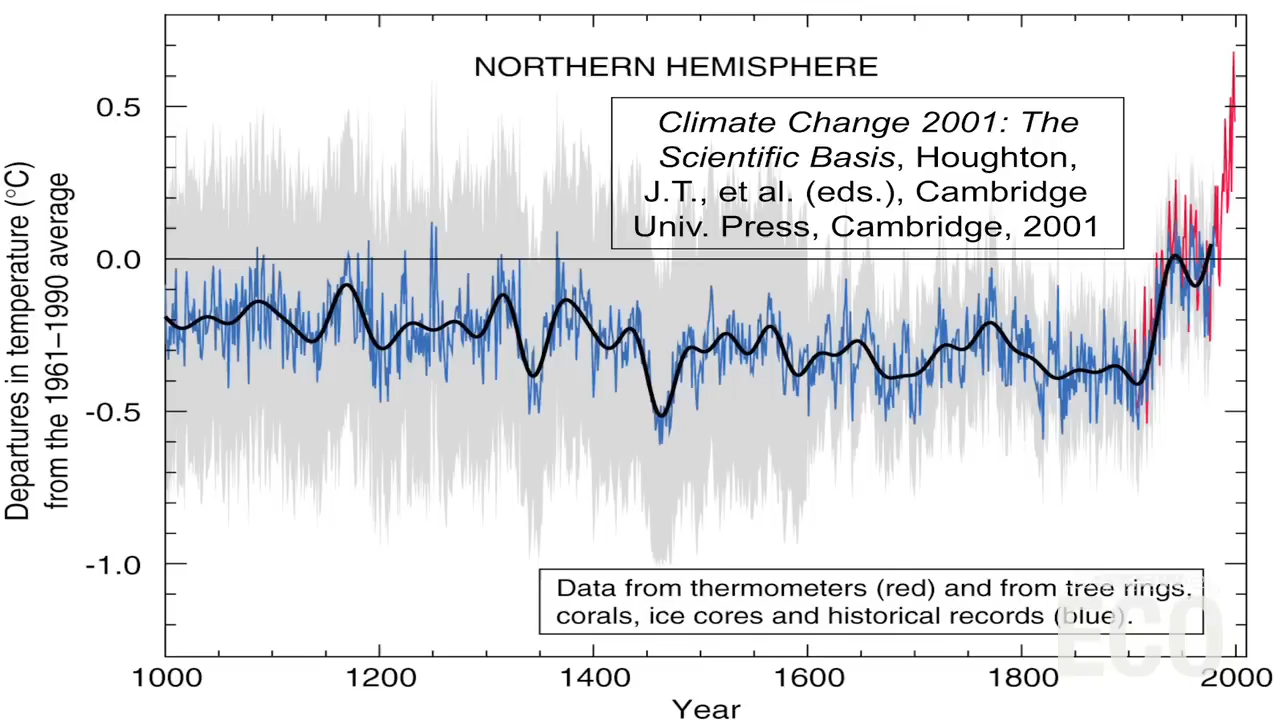 NORTHERN HEMISPHERE
Climate Change 2001: The
Scientific Basis, Houghton,
J.T., et al. (eds.), Cambridge
Univ. Press, Cambridge, 2001
Departures in temperature (°C)
from the 1961–1990 average
0.5
0.0
-0.5
-1.0
Data from thermometers (red) and from tree rings,
corals, ice cores and historical records (blue).
ECO
1000 1200 1400 1600 1800 2000
Year